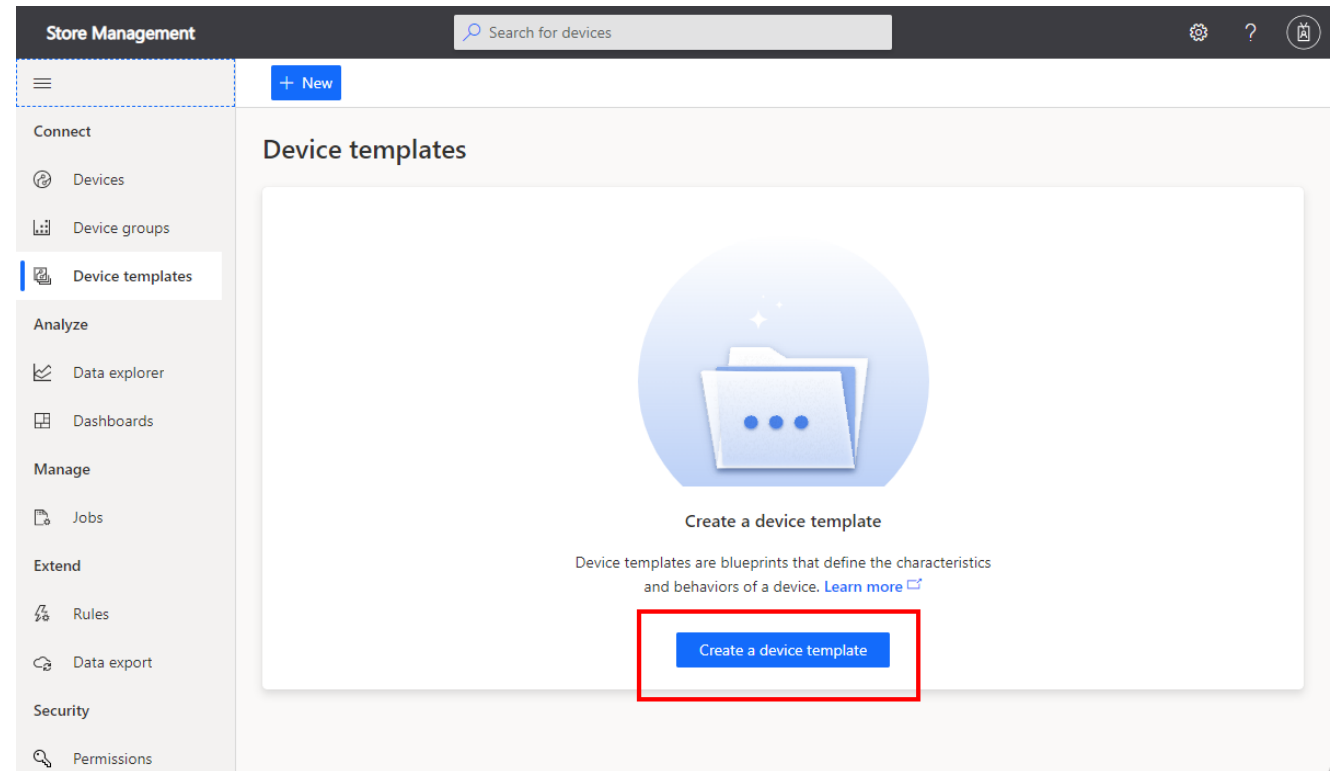 Store Management
Search for devices
?
+ New
Connect
Devices
Device groups
Device templates
Analyze
Data explorer
Dashboards
Manage
Jobs
Extend
Rules
Data export
Security
Permissions
Device templates
Create a device template
Device templates are blueprints that define the characteristics
and behaviors of a device. Learn more
Create a device template